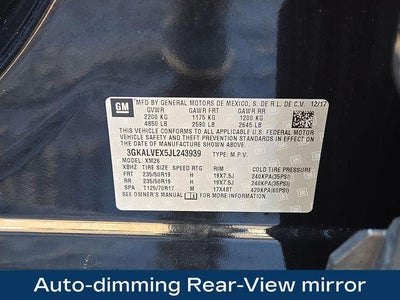 GM
MFD BY GENERAL MOTORS DE MEXICO, S. DE R.L. DE C.V. 12/17
GVWR GAWR FRT GAWR RR
2200 KG 1175 KG 1200 KG
4850 LB 2590 LB 2645 LB
THIS VEHICLE CONFORMS TO ALL APPLICABLE
U.S. FEDERAL MOTOR VEHICLE SAFETY, BUMPER, AND
THEFT PREVENTION STANDARDS IN EFFECT ON THE DATE
OF MANUFACTURE SHOWN ABOVE.
3GKALVEX5JL243939 TYPE: M.P.V.
MODEL: XM26
XBHZ TIRE SIZE SPEED RTG RIM COLD TIRE PRESSURE
FRT 235/50R19 H 19X7.5J 240KPA(35PSI)
RR 235/50R19 H 19X7.5J 240KPA(35PSI)
SPA T125/70R17 M 17X4BT 420KPA(60PSI)
SEE OWNER'S MANUAL FOR ADDITIONAL INFORMATION.
Auto-dimming Rear-View mirror